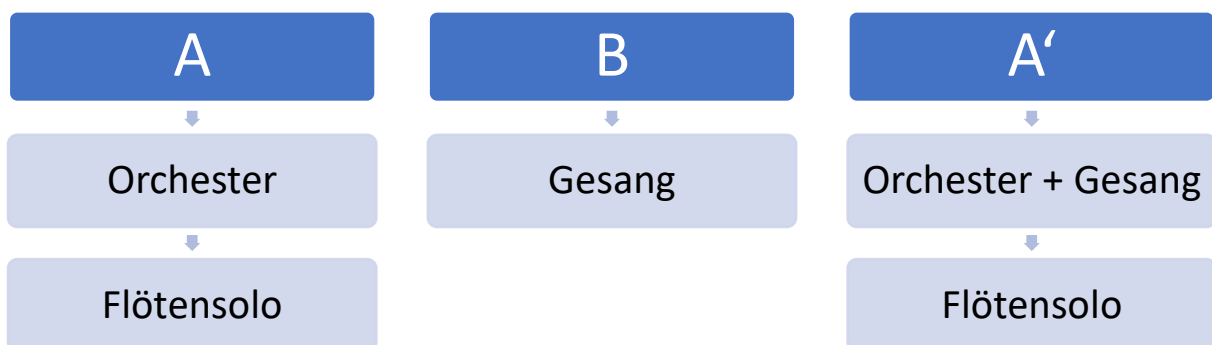 A
Orchester
Flötensolo
B
Gesang
A‘
Orchester + Gesang
Flötensolo